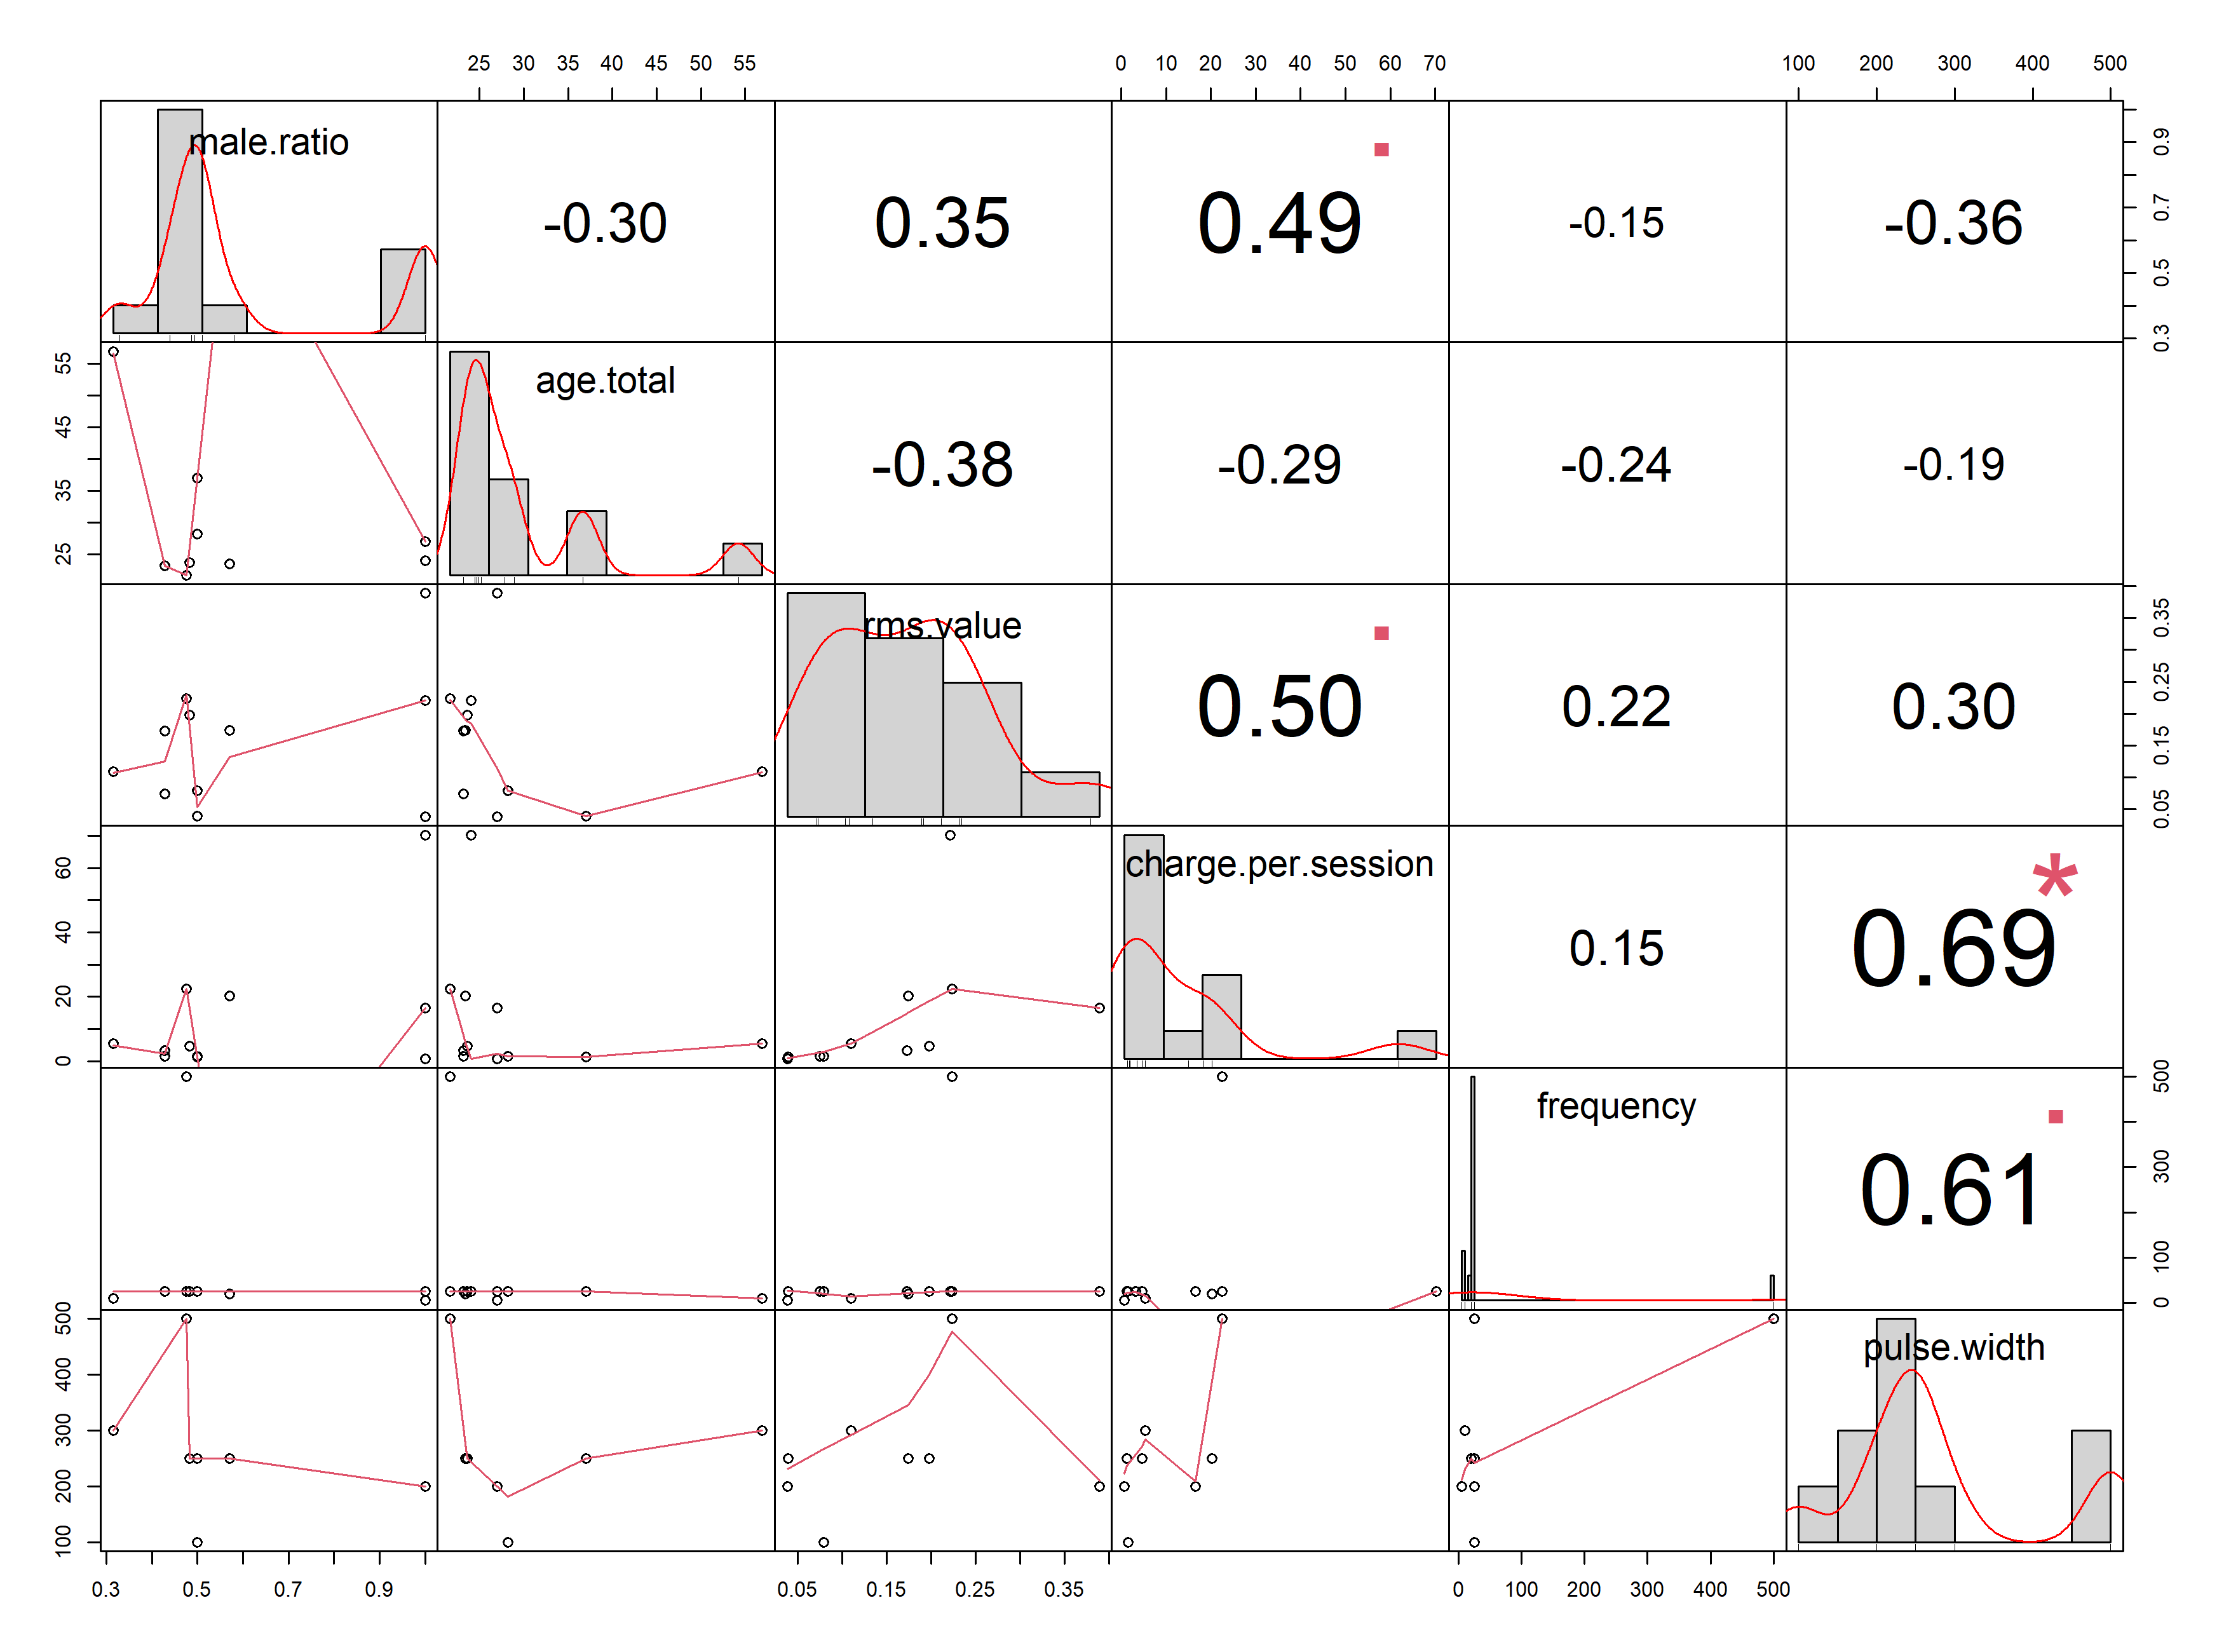 25 30 35 40 45 50 55 0 10 20 30 40 50 60 70 100 200 300 400 500
male.ratio -0.30 0.35 0.49 -0.15 -0.36
0.3 0.5 0.7 0.9
age.total -0.38 -0.29 -0.24 -0.19
25 35 45 55
rms.value 0.50 0.22 0.30
0.05 0.15 0.25 0.35
charge.per.session 0.15 0.69 *
0 20 40 60
frequency 0.61
0 100 300 500
pulse.width
100 200 300 400 500
0.3 0.5 0.7 0.9 0.05 0.15 0.25 0.35 0 100 200 300 400 500